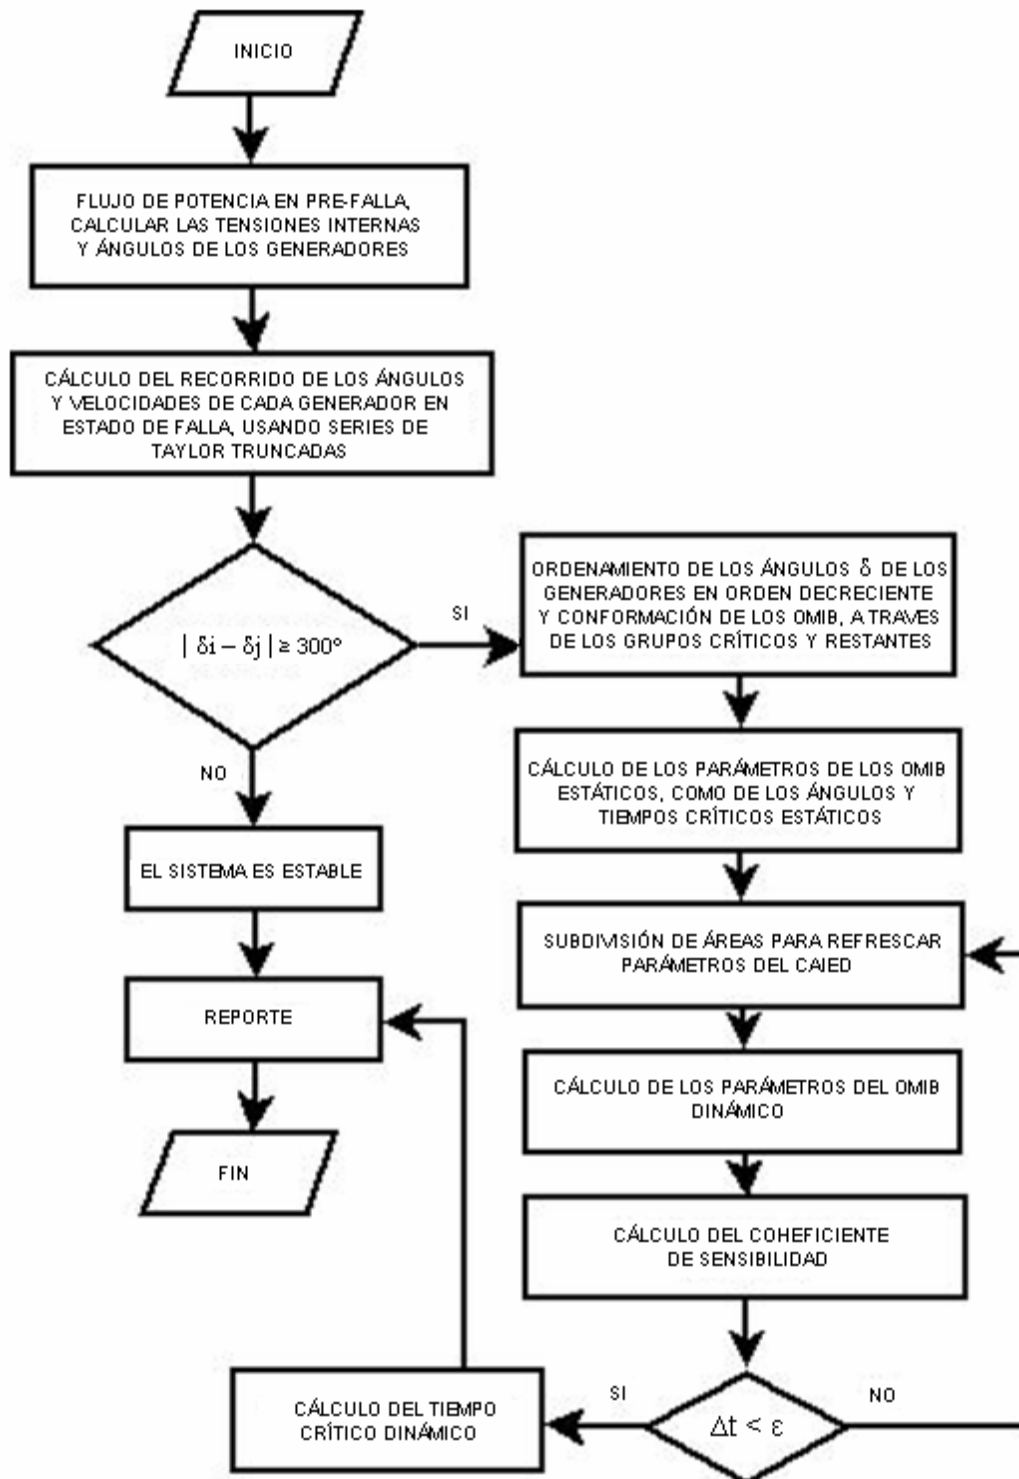 INICIO
FLUJO DE POTENCIA EN PRE-FALLA,
CALCULAR LAS TENSIONES INTERNAS
Y ÁNGULOS DE LOS GENERADORES
CÁLCULO DEL RECORRIDO DE LOS ÁNGULOS
Y VELOCIDADES DE CADA GENERADOR EN
ESTADO DE FALLA, USANDO SERIES DE
TAYLOR TRUNCADAS
| δi – δj | ≥ 300°
SI
NO
EL SISTEMA ES ESTABLE
REPORTE
FIN
ORDENAMIENTO DE LOS ÁNGULOS δ DE LOS
GENERADORES EN ORDEN DECRECIENTE
Y CONFORMACIÓN DE LOS OMIB, A TRAVES
DE LOS GRUPOS CRÍTICOS Y RESTANTES
CÁLCULO DE LOS PARÁMETROS DE LOS OMIB
ESTÁTICOS, COMO DE LOS ÁNGULOS Y
TIEMPOS CRÍTICOS ESTÁTICOS
SUBDIVISIÓN DE ÁREAS PARA REFRESCAR
PARÁMETROS DEL CAIED
CÁLCULO DE LOS PARÁMETROS DEL OMIB
DINÁMICO
CÁLCULO DEL COHEFICIENTE
DE SENSIBILIDAD
Δt < ε
SI
NO
CÁLCULO DEL TIEMPO
CRÍTICO DINÁMICO